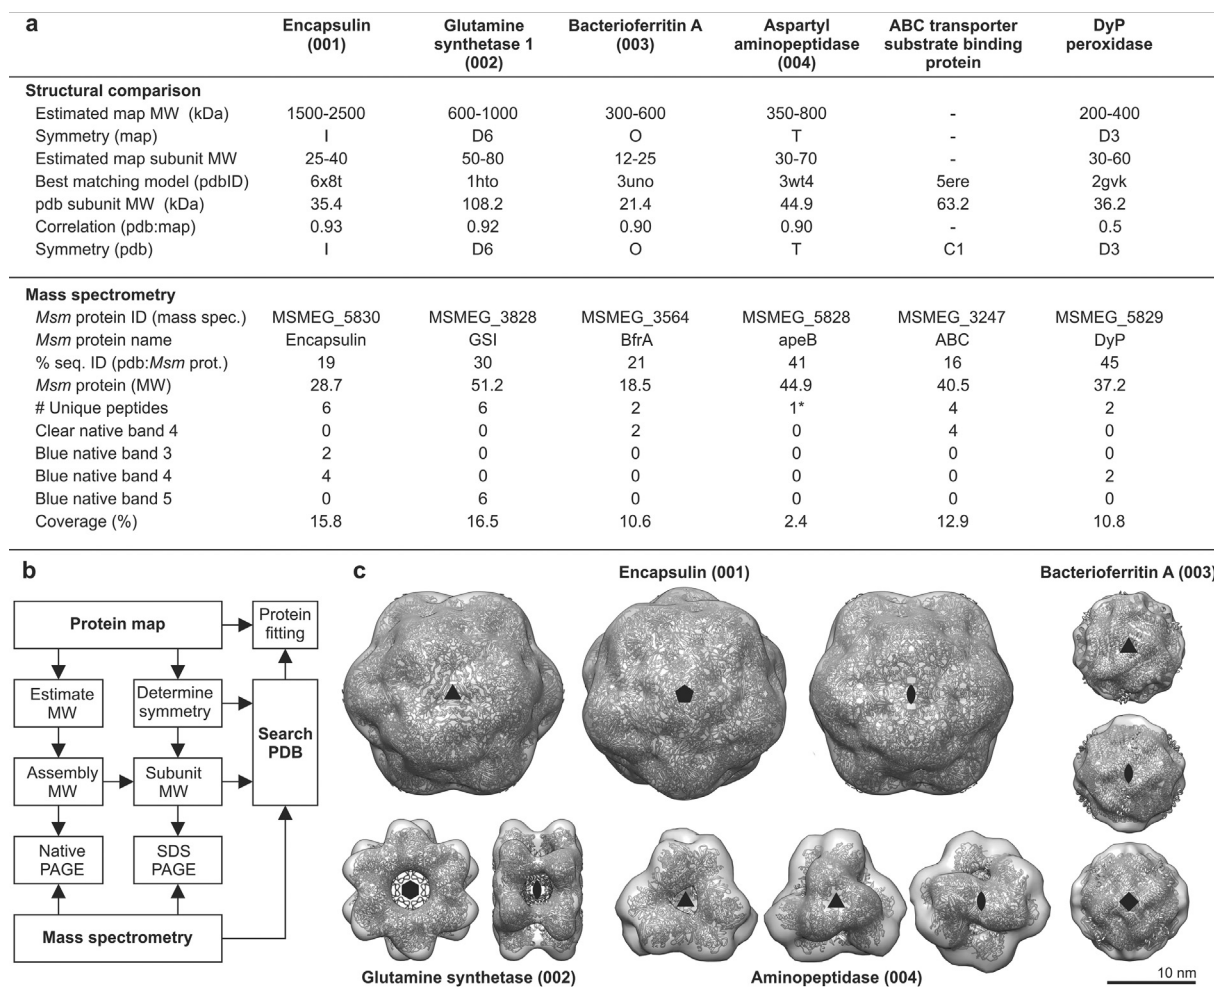 a
Encapsulin (001) Glutamine synthetase 1 (002) Bacterioferritin A (003) Aspartyl aminopeptidase (004) ABC transporter substrate binding protein DyP peroxidase
Structural comparison
Estimated map MW (kDa) 1500-2500 600-1000 300-600 350-800 - 200-400
Symmetry (map) I D6 O T - D3
Estimated map subunit MW 25-40 50-80 12-25 30-70 - 30-60
Best matching model (pdbID) 6x8t 1hto 3uno 3wt4 5ere 2gvk
pdb subunit MW (kDa) 35.4 108.2 21.4 44.9 63.2 36.2
Correlation (pdb:map) 0.93 0.92 0.90 0.90 - 0.5
Symmetry (pdb) I D6 O T C1 D3
Mass spectrometry
Msm protein ID (mass spec.) MSMEG_5830 MSMEG_3828 MSMEG_3564 MSMEG_5828 MSMEG_3247 MSMEG_5829
Msm protein name Encapsulin GSI BfrA apeB ABC DyP
% seq. ID (pdb:Msm prot.) 19 30 21 41 16 45
Msm protein (MW) 28.7 51.2 18.5 44.9 40.5 37.2
# Unique peptides 6 6 2 1* 4 2
Clear native band 4 0 0 2 0 4 0
Blue native band 3 2 0 0 0 0 0
Blue native band 4 4 0 0 0 0 2
Blue native band 5 0 6 0 0 0 0
Coverage (%) 15.8 16.5 10.6 2.4 12.9 10.8
b
Protein map
Protein
fitting
Estimate
MW
Determine
symmetry
Search
PDB
Assembly
MW
Subunit
MW
Native
PAGE
SDS
PAGE
Mass spectrometry
c
Encapsulin (001)
Bacterioferritin A (003)
Glutamine synthetase (002)
Aminopeptidase (004)
10 nm